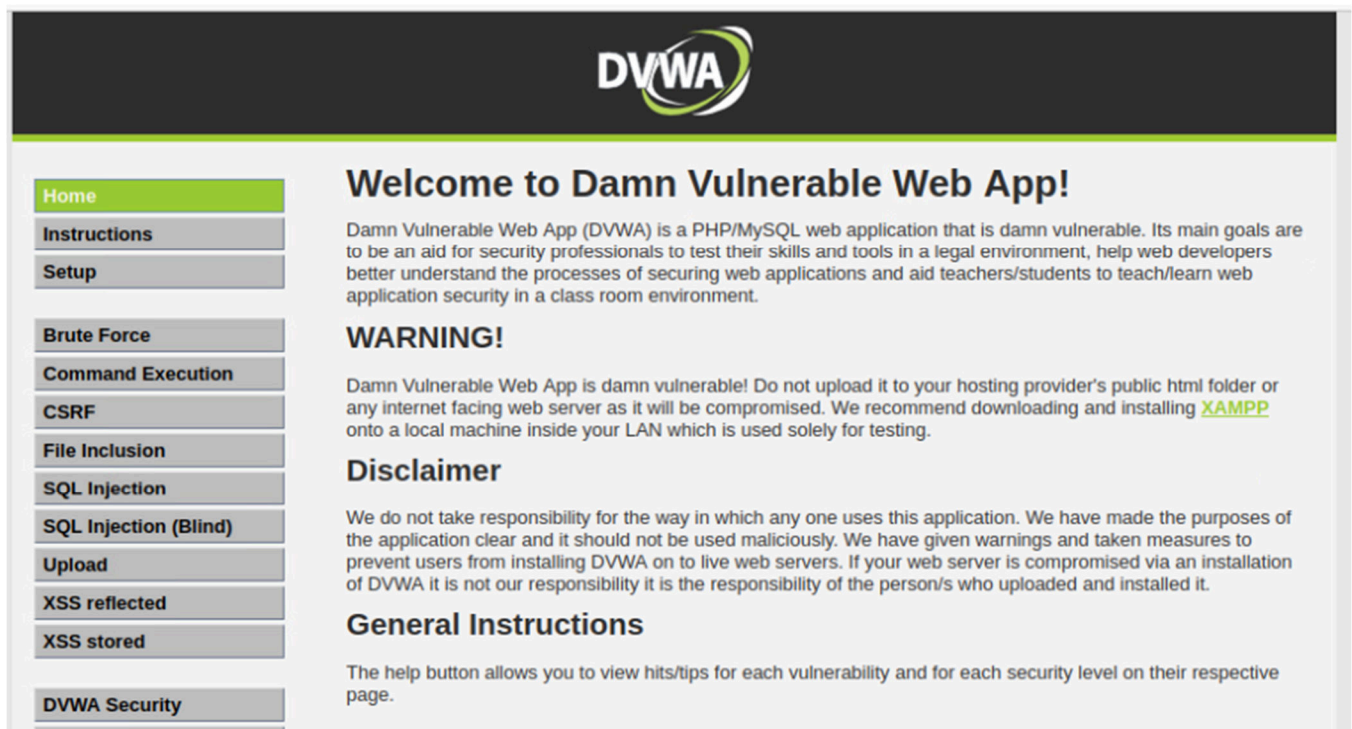 DVWA
Home
Instructions
Setup
Brute Force
Command Execution
CSRF
File Inclusion
SQL Injection
SQL Injection (Blind)
Upload
XSS reflected
XSS stored
DVWA Security
Welcome to Damn Vulnerable Web App!
Damn Vulnerable Web App (DVWA) is a PHP/MySQL web application that is damn vulnerable. Its main goals are
to be an aid for security professionals to test their skills and tools in a legal environment, help web developers
better understand the processes of securing web applications and aid teachers/students to teach/learn web
application security in a class room environment.
WARNING!
Damn Vulnerable Web App is damn vulnerable! Do not upload it to your hosting provider's public html folder or
any internet facing web server as it will be compromised. We recommend downloading and installing XAMPP
onto a local machine inside your LAN which is used solely for testing.
Disclaimer
We do not take responsibility for the way in which any one uses this application. We have made the purposes of
the application clear and it should not be used maliciously. We have given warnings and taken measures to
prevent users from installing DVWA on to live web servers. If your web server is compromised via an installation
of DVWA it is not our responsibility it is the responsibility of the person/s who uploaded and installed it.
General Instructions
The help button allows you to view hits/tips for each vulnerability and for each security level on their respective
page.